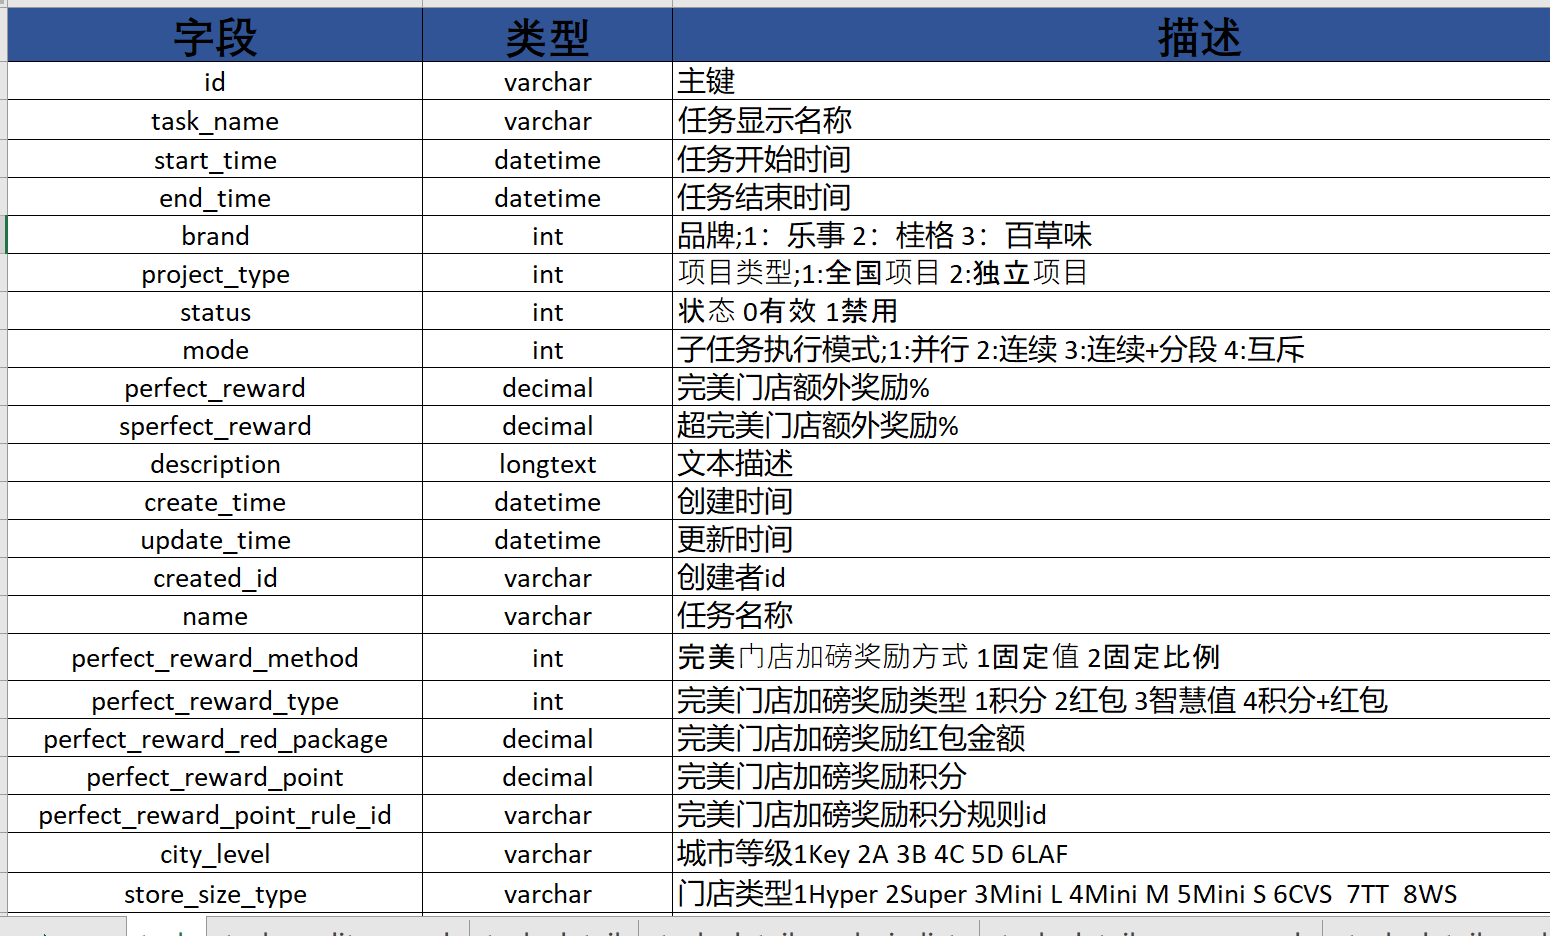 字段 类型 描述
id varchar 主键
task_name varchar 任务显示名称
start_time datetime 任务开始时间
end_time datetime 任务结束时间
brand int 品牌;1：乐事 2：桂格 3：百草味
project_type int 项目类型;1:全国项目 2:独立项目
status int 状态 0有效 1禁用
mode int 子任务执行模式;1:并行 2:连续 3:连续+分段 4:互斥
perfect_reward decimal 完美门店额外奖励%
sperfect_reward decimal 超完美门店额外奖励%
description longtext 文本描述
create_time datetime 创建时间
update_time datetime 更新时间
created_id varchar 创建者id
name varchar 任务名称
perfect_reward_method int 完美门店加磅奖励方式 1固定值 2固定比例
perfect_reward_type int 完美门店加磅奖励类型 1积分 2红包 3智慧值 4积分+红包
perfect_reward_red_package decimal 完美门店加磅奖励红包金额
perfect_reward_point decimal 完美门店加磅奖励积分
perfect_reward_point_rule_id varchar 完美门店加磅奖励积分规则id
city_level varchar 城市等级1Key 2A 3B 4C 5D 6LAF
store_size_type varchar 门店类型1Hyper 2Super 3Mini L 4Mini M 5Mini S 6CVS 7TT 8WS